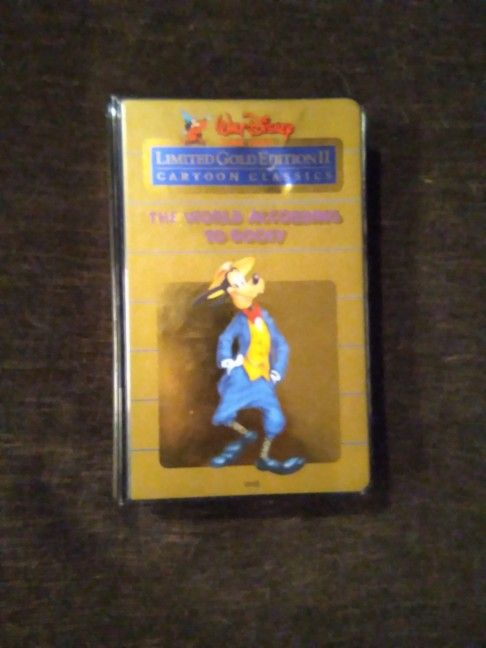 WALT DISNEY
LIMITED GOLD EDITION II
CARTOON CLASSICS
THE WORLD ACCORDING
TO GOOFY